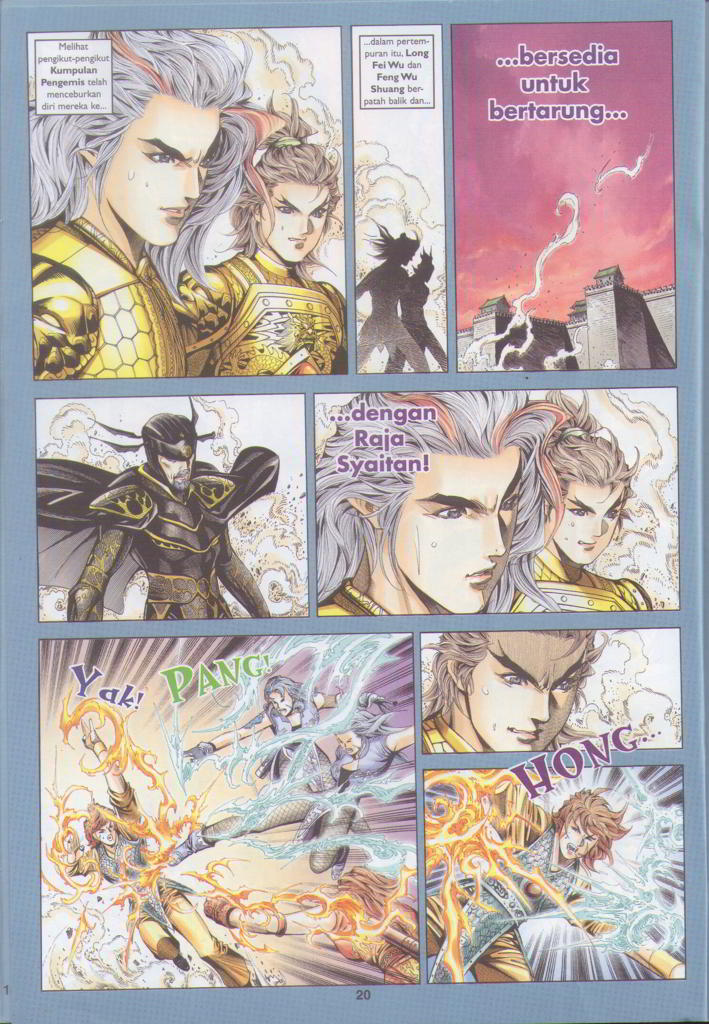 Melihat
pengikut-pengikut
Kumpulan
Pengemis telah
menceburkan
diri mereka ke...
...dalam pertem-
puran itu, Long
Fei Wu dan
Feng Wu
Shuang ber-
patah balik dan...
...bersedia
untuk
bertarung...
...dengan
Raja
Syaitan!
Yak!
PANG!
HONG...
20
1